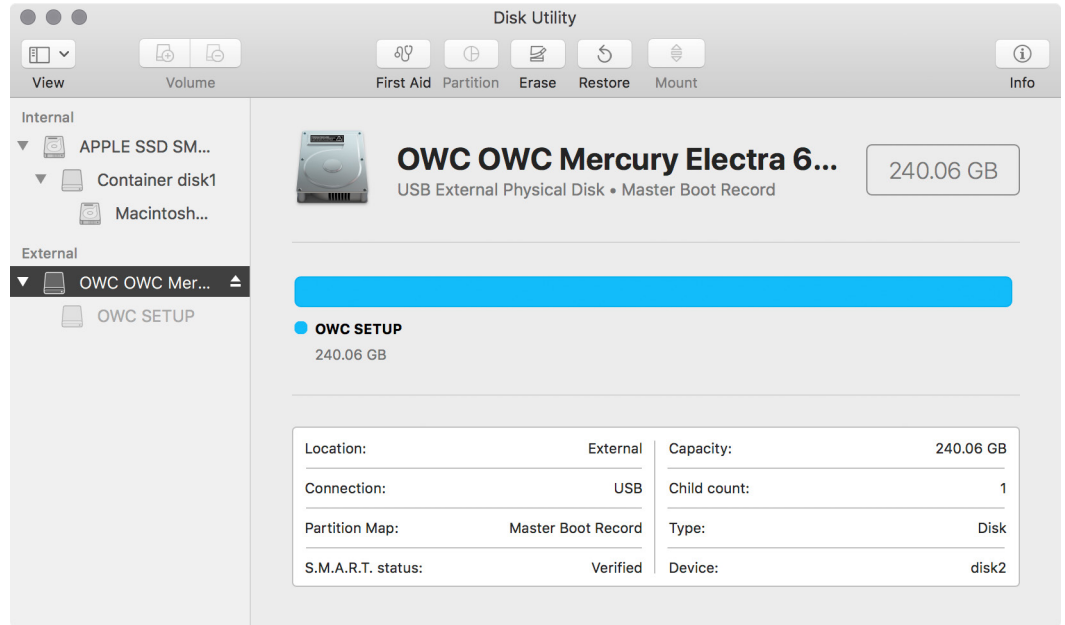 Disk Utility
View
Volume
First Aid
Partition
Erase
Restore
Mount
Info
Internal
APPLE SSD SM...
Container disk1
Macintosh...
External
OWC OWC Mer...
OWC SETUP
OWC OWC Mercury Electra 6...
USB External Physical Disk • Master Boot Record
240.06 GB
OWC SETUP
240.06 GB
Location: External
Capacity: 240.06 GB
Connection: USB
Child count: 1
Partition Map: Master Boot Record
Type: Disk
S.M.A.R.T. status: Verified
Device: disk2